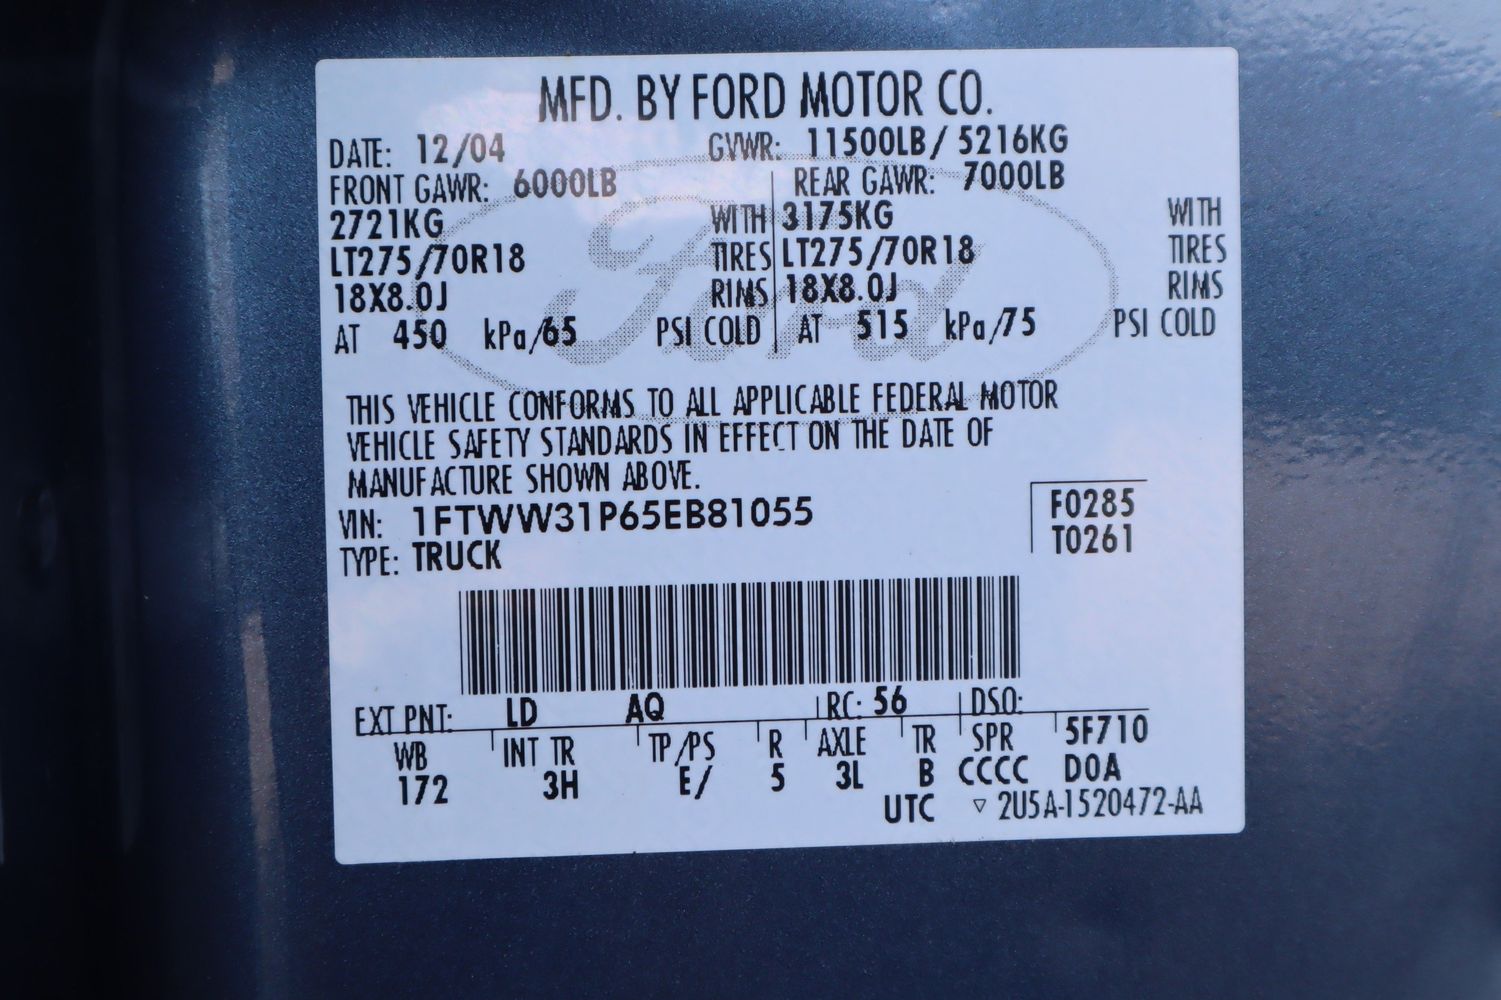 MFD. BY FORD MOTOR CO.
DATE: 12/04 GVWR: 11500LB/ 5216KG
FRONT GAWR: 6000LB REAR GAWR: 7000LB
2721KG WITH 3175KG WITH
LT275/70R18 TIRES LT275/70R18 TIRES
18X8.0J RIMS 18X8.0J RIMS
AT 450 kPa/65 PSI COLD AT 515 kPa/75 PSI COLD
Ford
THIS VEHICLE CONFORMS TO ALL APPLICABLE FEDERAL MOTOR
VEHICLE SAFETY STANDARDS IN EFFECT ON THE DATE OF
MANUFACTURE SHOWN ABOVE.
VIN: 1FTWW31P65EB81055 F0285
TYPE: TRUCK T0261
EXT PNT: LD AQ RC: 56 DSO:
WB INT TR TP/PS R AXLE TR SPR 5F710
172 3H E/ 5 3L B CCCC D0A
UTC ▽ 2U5A-1520472-AA